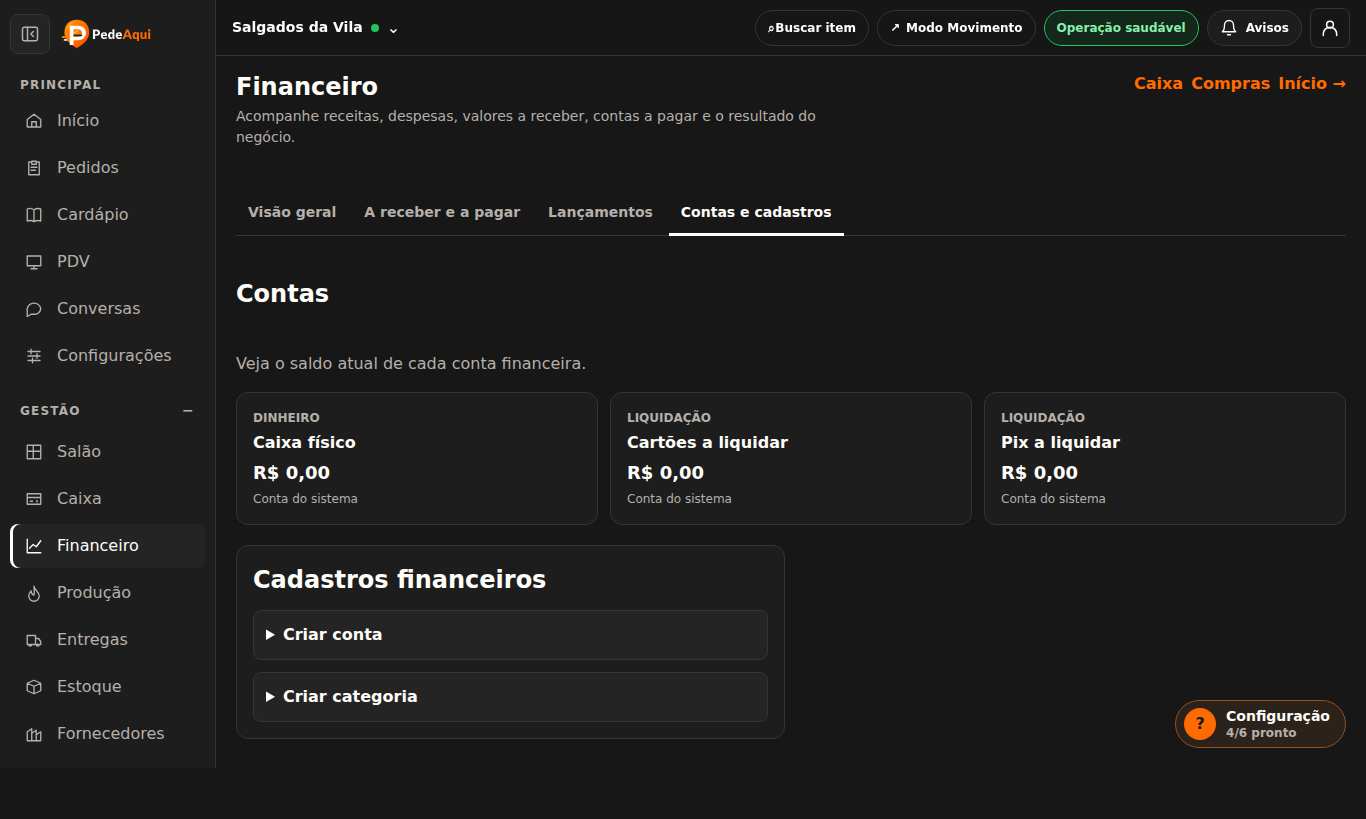 PedeAqui
PRINCIPAL
Início
Pedidos
Cardápio
PDV
Conversas
Configurações
GESTÃO
Salão
Caixa
Financeiro
Produção
Entregas
Estoque
Fornecedores
Salgados da Vila
Buscar item
↗ Modo Movimento
Operação saudável
Avisos
Financeiro
Caixa Compras Início →
Acompanhe receitas, despesas, valores a receber, contas a pagar e o resultado do
negócio.
Visão geral A receber e a pagar Lançamentos Contas e cadastros
Contas
Veja o saldo atual de cada conta financeira.
DINHEIRO
Caixa físico
R$ 0,00
Conta do sistema
LIQUIDAÇÃO
Cartões a liquidar
R$ 0,00
Conta do sistema
LIQUIDAÇÃO
Pix a liquidar
R$ 0,00
Conta do sistema
Cadastros financeiros
Criar conta
Criar categoria
?
Configuração
4/6 pronto